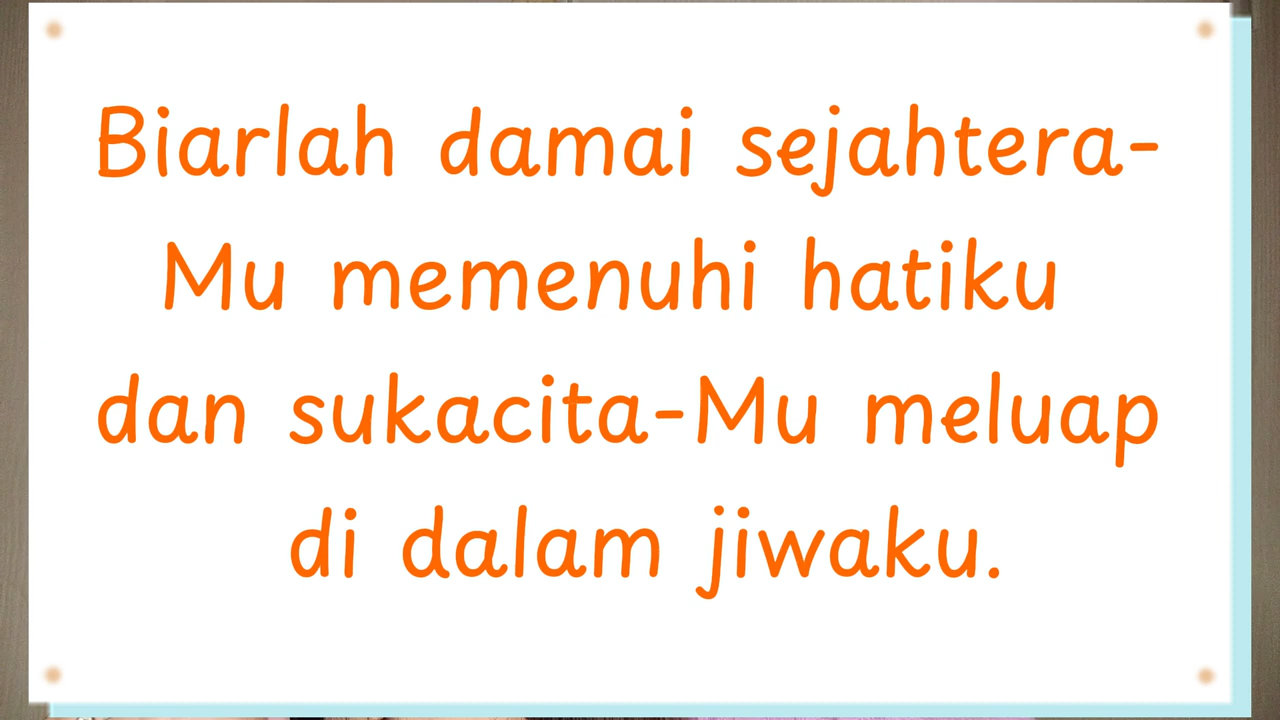 Biarlah damai sejahtera-
Mu memenuhi hatiku
dan sukacita-Mu meluap
di dalam jiwaku.